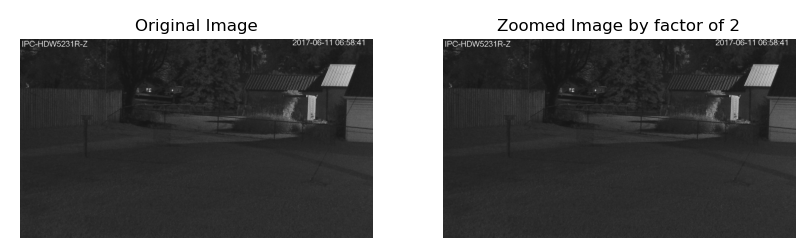 Original Image
IPC-HDW5231R-Z
2017-06-11 06:58:41
Zoomed Image by factor of 2
IPC-HDW5231R-Z
2017-06-11 06:58:41